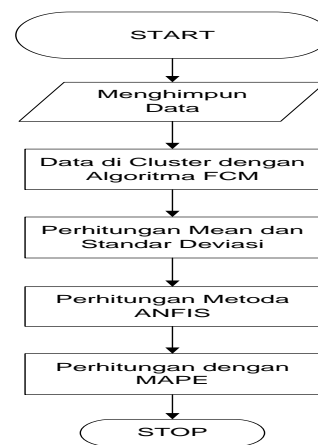 START
Menghimpun
Data
Data di Cluster dengan
Algoritma FCM
Perhitungan Mean dan
Standar Deviasi
Perhitungan Metoda
ANFIS
Perhitungan dengan
MAPE
STOP